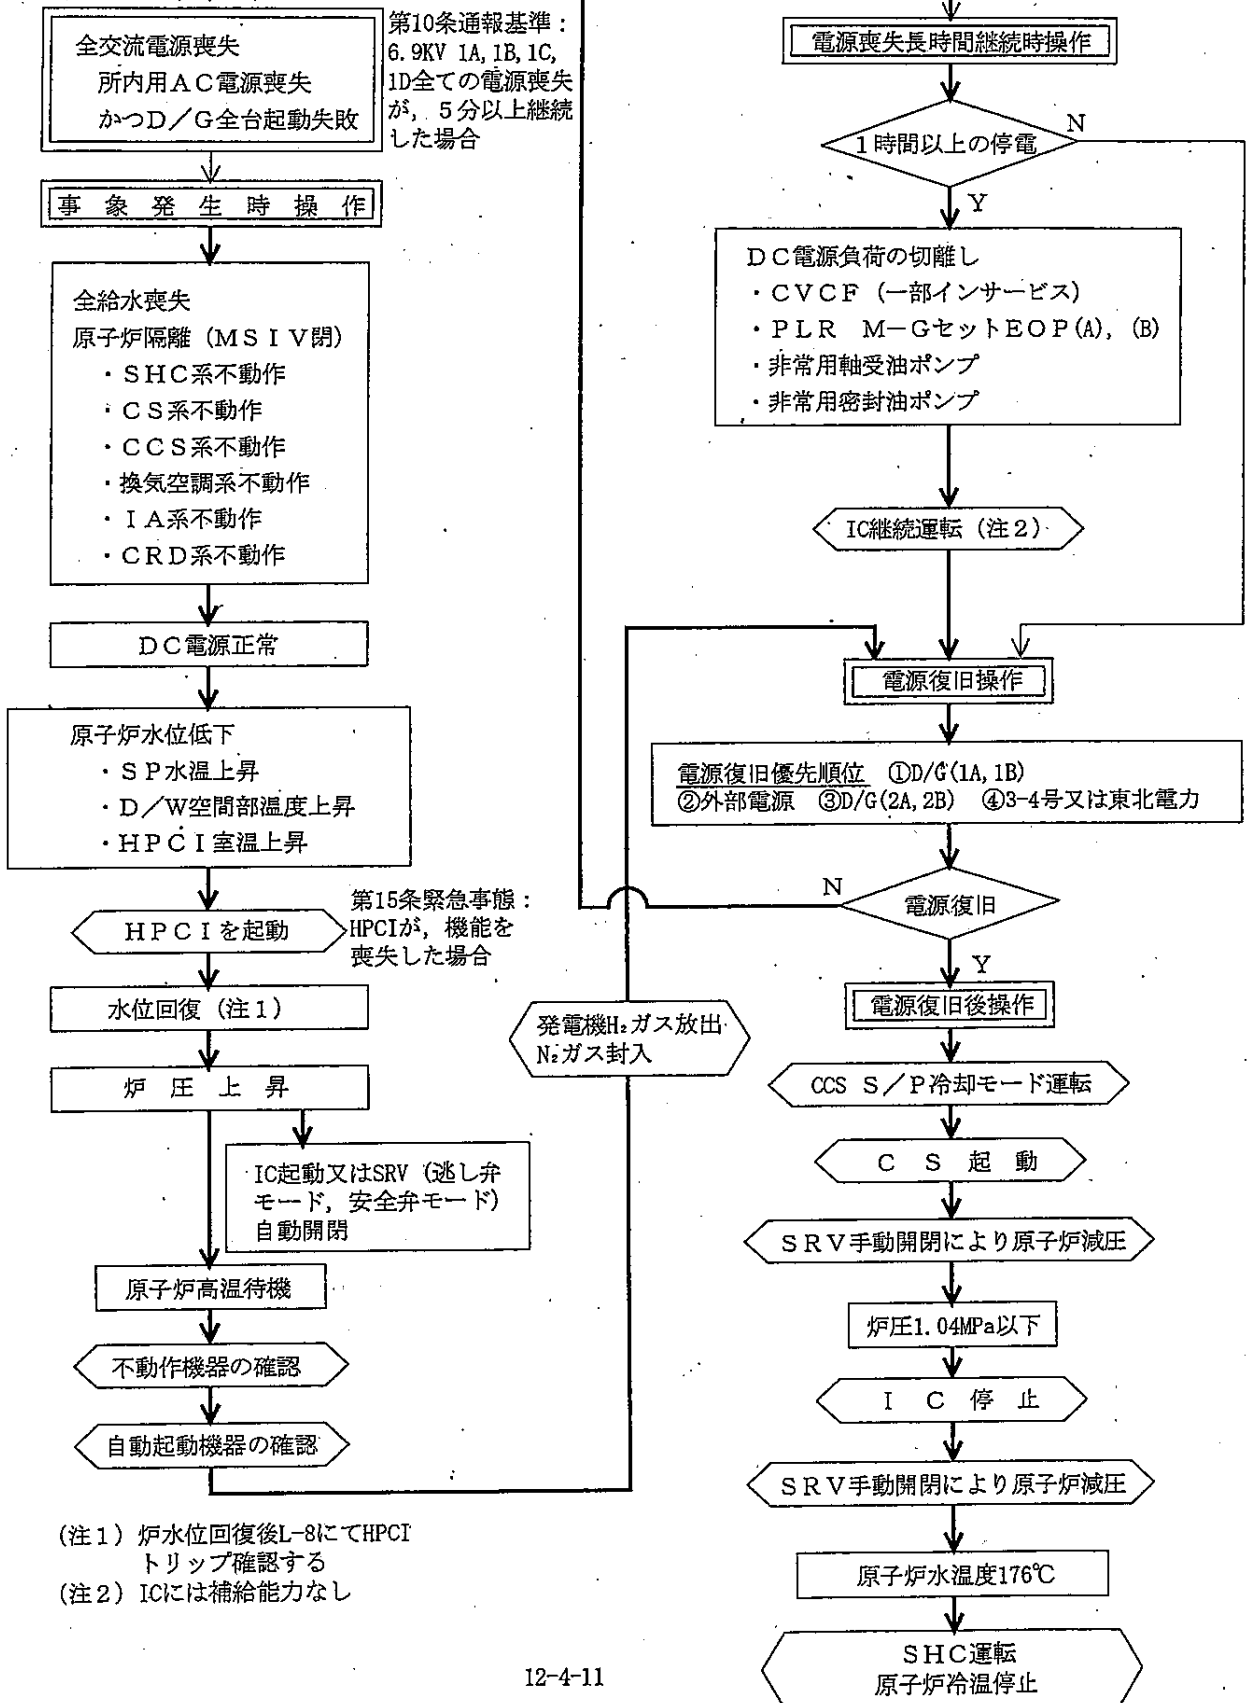 全交流電源喪失
所内用AC電源喪失
かつD/G全台起動失敗
第10条通報基準:
6.9KV 1A,1B,1C,
1D全ての電源喪失
が,5分以上継続
した場合
事象発生時操作
全給水喪失
原子炉隔離(MSIV閉)
・SHC系不動作
・CS系不動作
・CCS系不動作
・換気空調系不動作
・IA系不動作
・CRD系不動作
DC電源正常
原子炉水位低下
・SP水温上昇
・D/W空間部温度上昇
・HPCI室温上昇
HPCIを起動
第15条緊急事態:
HPCIが,機能を
喪失した場合
水位回復(注1)
炉圧上昇
IC起動又はSRV(逃し弁
モード,安全弁モード)
自動開閉
原子炉高温待機
不動作機器の確認
自動起動機器の確認
(注1)炉水位回復後L-8にてHPCI
トリップ確認する
(注2)ICには補給能力なし
発電機H₂ガス放出
N₂ガス封入
電源喪失長時間継続時操作
1時間以上の停電
N
Y
DC電源負荷の切離し
・CVCF(一部インサービス)
・PLR M-GセットEOP(A),(B)
・非常用軸受油ポンプ
・非常用密封油ポンプ
IC継続運転(注2)
電源復旧操作
電源復旧優先順位 ①D/G(1A,1B)
②外部電源 ③D/G(2A,2B) ④3-4号又は東北電力
N
電源復旧
Y
電源復旧後操作
CCS S/P冷却モード運転
CS起動
SRV手動開閉により原子炉減圧
炉圧1.04MPa以下
IC停止
SRV手動開閉により原子炉減圧
原子炉水温度176℃
SHC運転
原子炉冷温停止
12-4-11